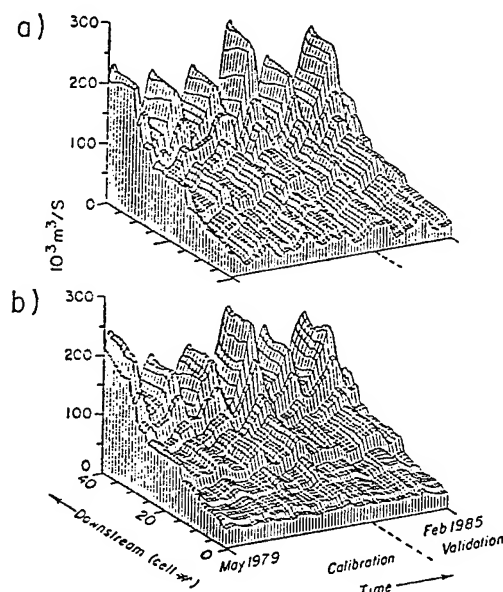 a)
300
200
100
0
10³m³/S
b)
300
200
100
0
40
20
0
Downstream (cell #)
May 1979
Feb 1985
Calibration
Validation
Time